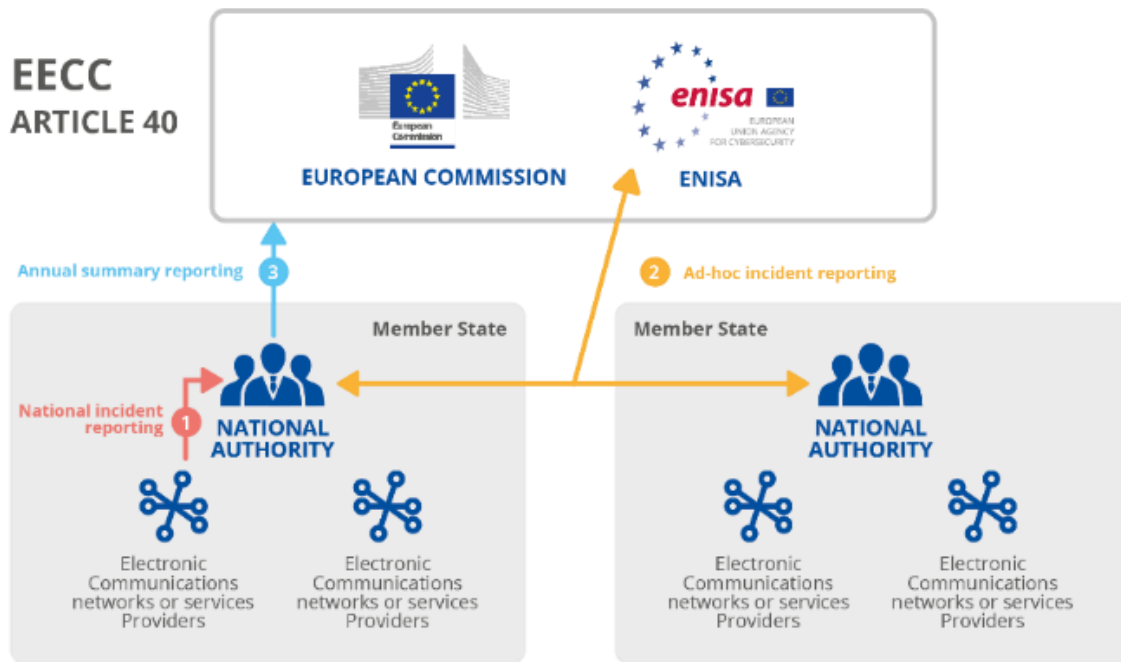 EECC
ARTICLE 40
European
Commission
enisa
EUROPEAN
UNION AGENCY
FOR CYBERSECURITY
EUROPEAN COMMISSION
ENISA
Annual summary reporting
3
2
Ad-hoc incident reporting
Member State
National incident
reporting
1
NATIONAL
AUTHORITY
Electronic
Communications
networks or services
Providers
Electronic
Communications
networks or services
Providers
Member State
NATIONAL
AUTHORITY
Electronic
Communications
networks or services
Providers
Electronic
Communications
networks or services
Providers